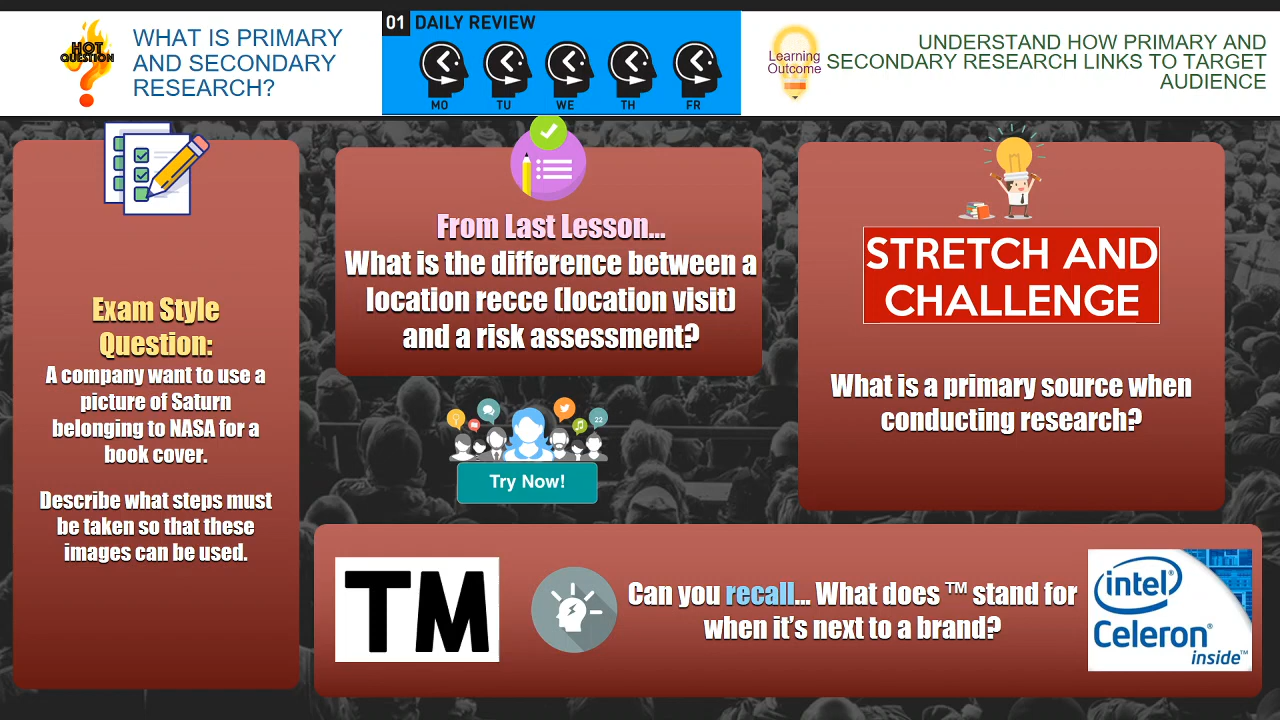 HOT
QUESTION
WHAT IS PRIMARY
AND SECONDARY
RESEARCH?
01 DAILY REVIEW
MO TU WE TH FR
Learning
Outcome
UNDERSTAND HOW PRIMARY AND
SECONDARY RESEARCH LINKS TO TARGET
AUDIENCE
Exam Style
Question:
A company want to use a
picture of Saturn
belonging to NASA for a
book cover.
Describe what steps must
be taken so that these
images can be used.
From Last Lesson...
What is the difference between a
location recce (location visit)
and a risk assessment?
22
Try Now!
STRETCH AND
CHALLENGE
What is a primary source when
conducting research?
TM
Can you recall... What does ™ stand for
when it's next to a brand?
intel®
Celeron®
inside™